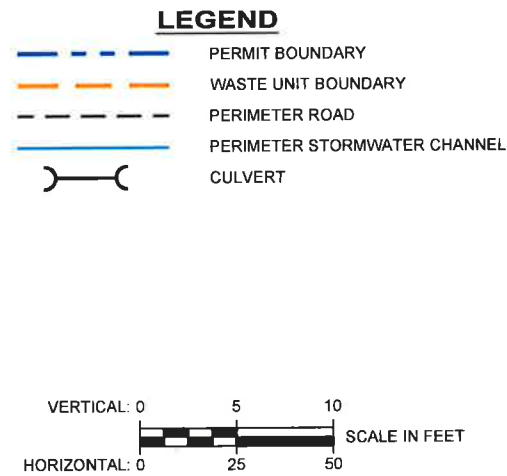 LEGEND
PERMIT BOUNDARY
WASTE UNIT BOUNDARY
PERIMETER ROAD
PERIMETER STORMWATER CHANNEL
CULVERT
VERTICAL: 0 5 10
SCALE IN FEET
HORIZONTAL: 0 25 50